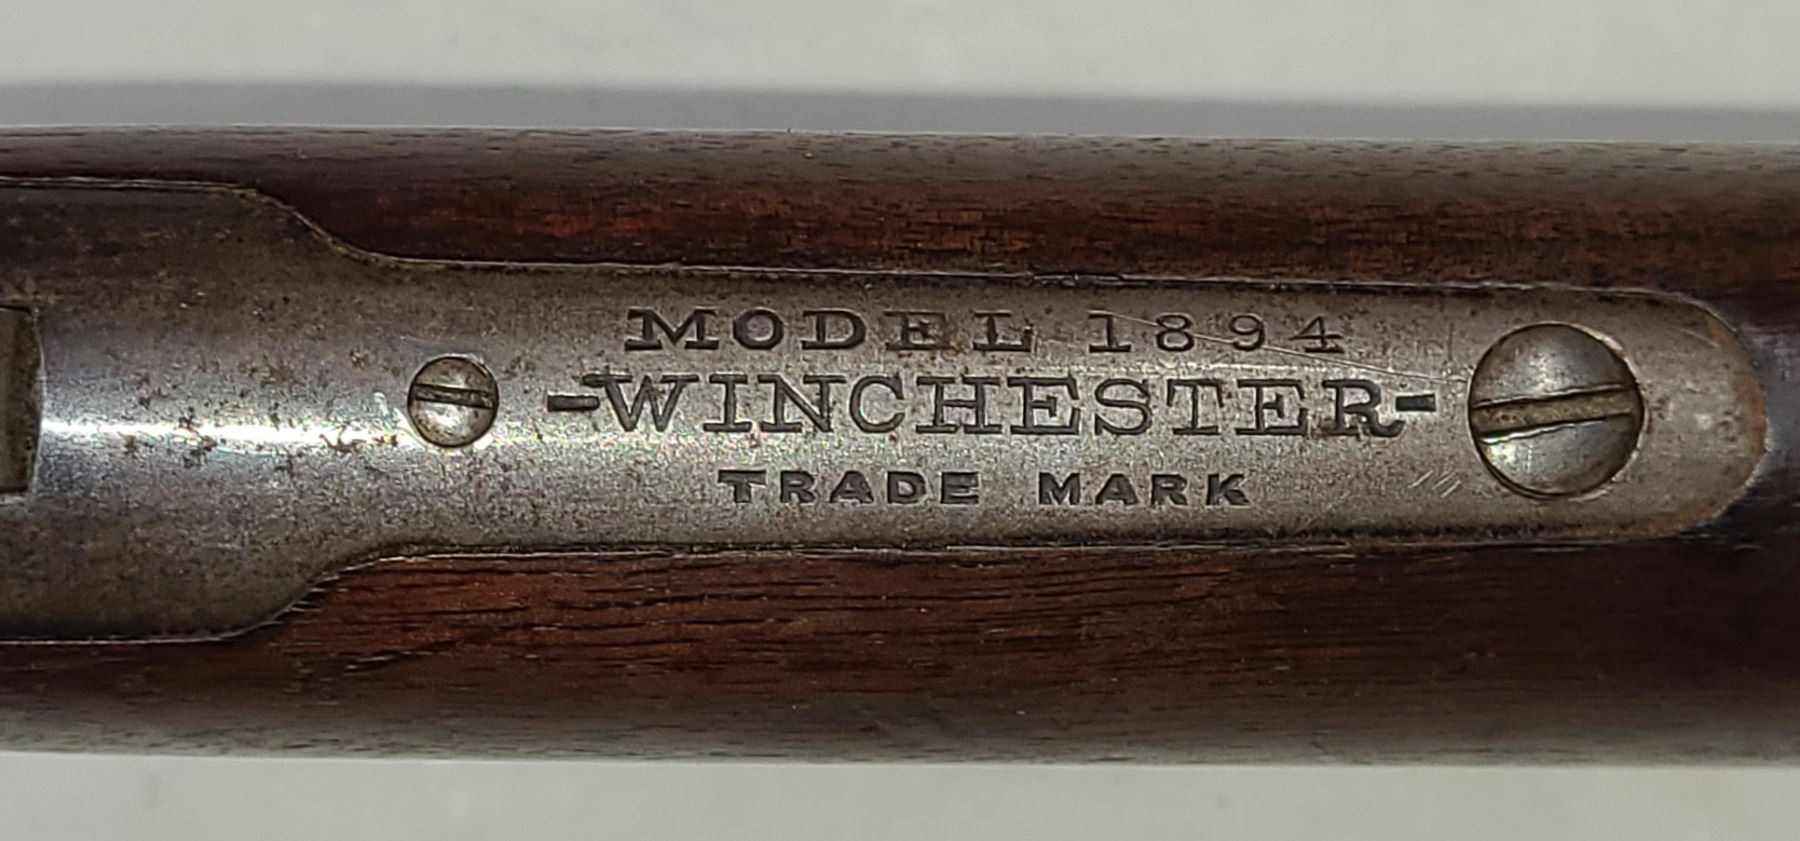 MODEL 1894
-WINCHESTER-
TRADE MARK